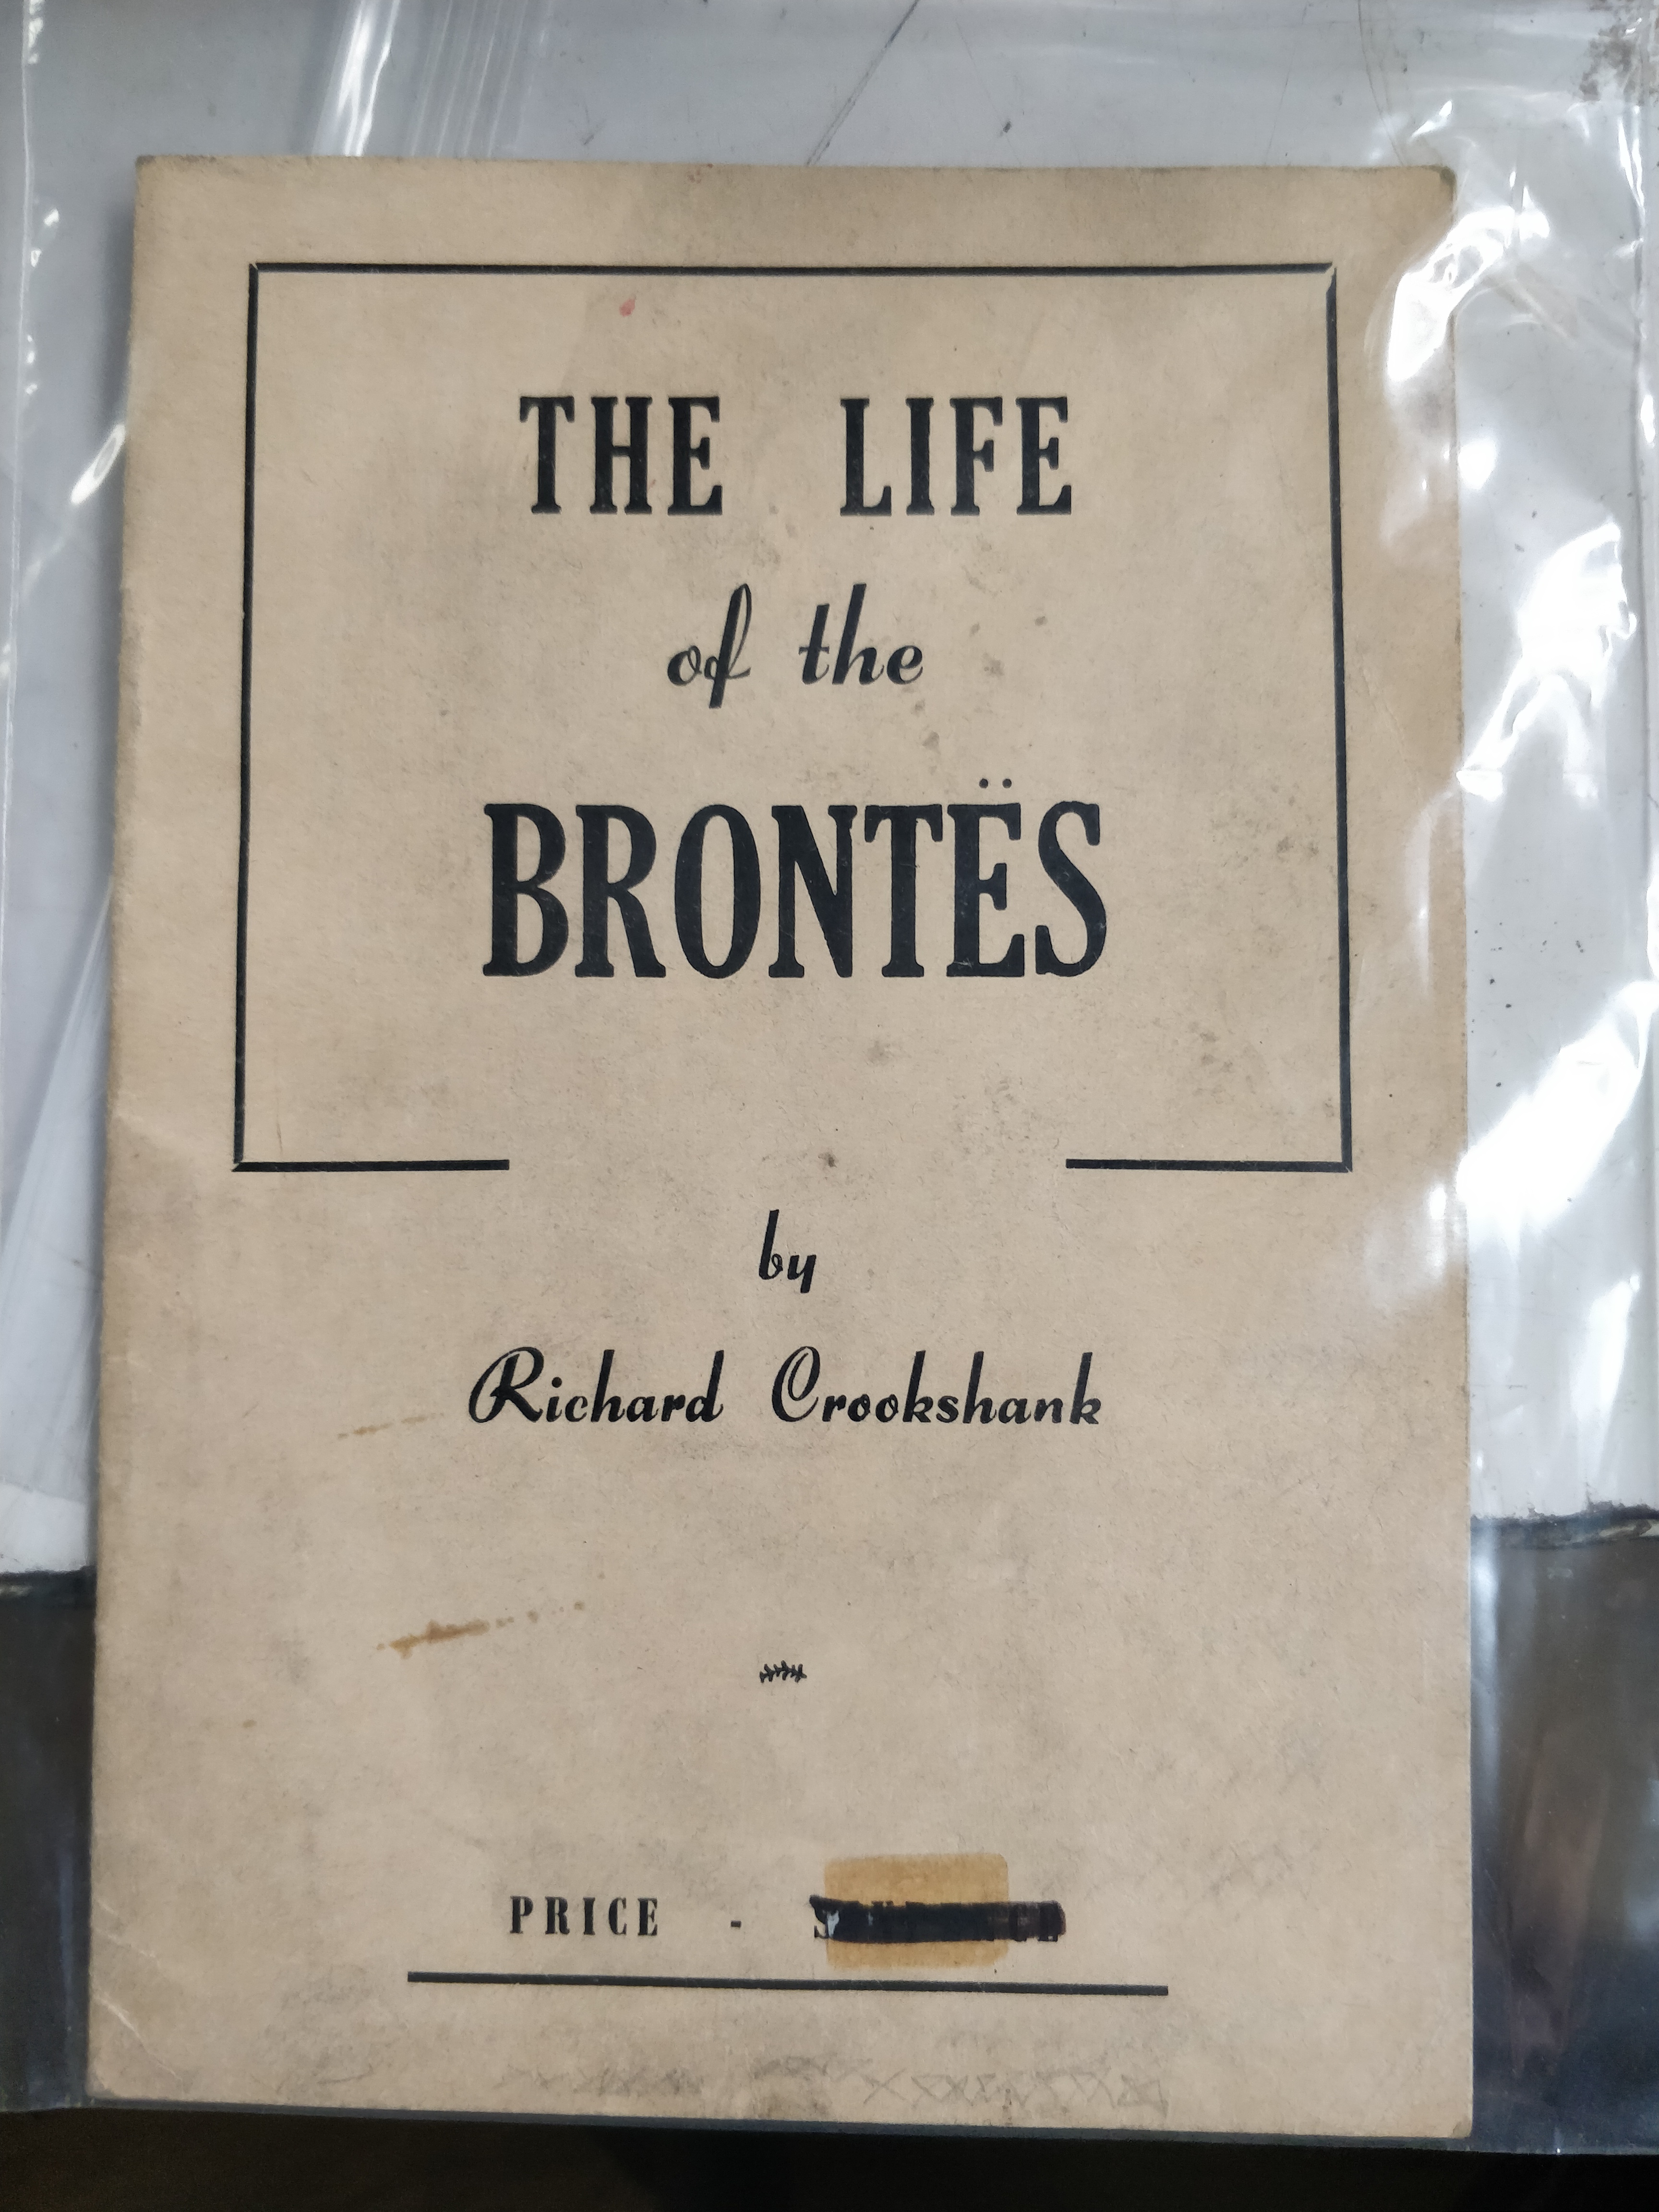 THE LIFE
of the
BRONTËS
by
Richard Crookshank
PRICE -